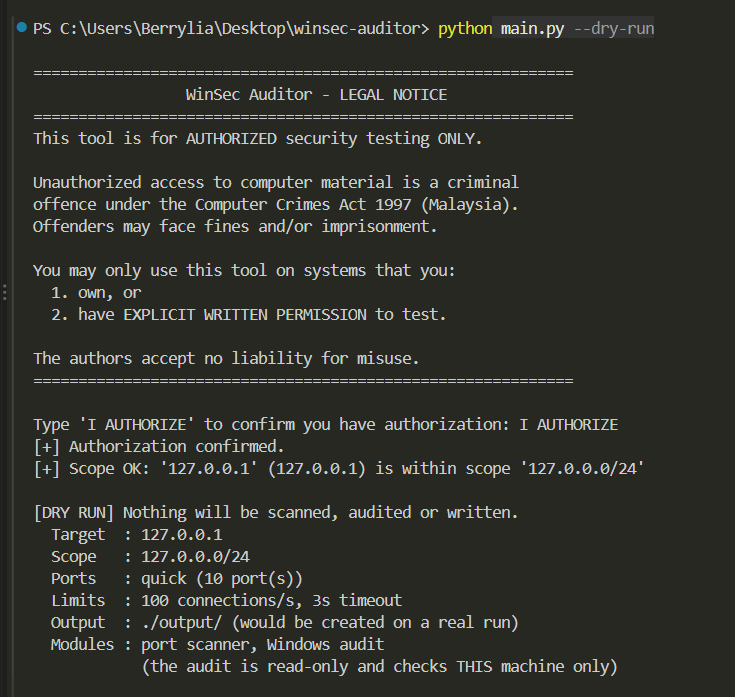 PS C:\Users\Berrylia\Desktop\winsec-auditor> python main.py --dry-run
============================================================
WinSec Auditor - LEGAL NOTICE
============================================================
This tool is for AUTHORIZED security testing ONLY.
Unauthorized access to computer material is a criminal
offence under the Computer Crimes Act 1997 (Malaysia).
Offenders may face fines and/or imprisonment.
You may only use this tool on systems that you:
1. own, or
2. have EXPLICIT WRITTEN PERMISSION to test.
The authors accept no liability for misuse.
============================================================
Type 'I AUTHORIZE' to confirm you have authorization: I AUTHORIZE
[+] Authorization confirmed.
[+] Scope OK: '127.0.0.1' (127.0.0.1) is within scope '127.0.0.0/24'
[DRY RUN] Nothing will be scanned, audited or written.
Target : 127.0.0.1
Scope : 127.0.0.0/24
Ports : quick (10 port(s))
Limits : 100 connections/s, 3s timeout
Output : ./output/ (would be created on a real run)
Modules : port scanner, Windows audit
(the audit is read-only and checks THIS machine only)